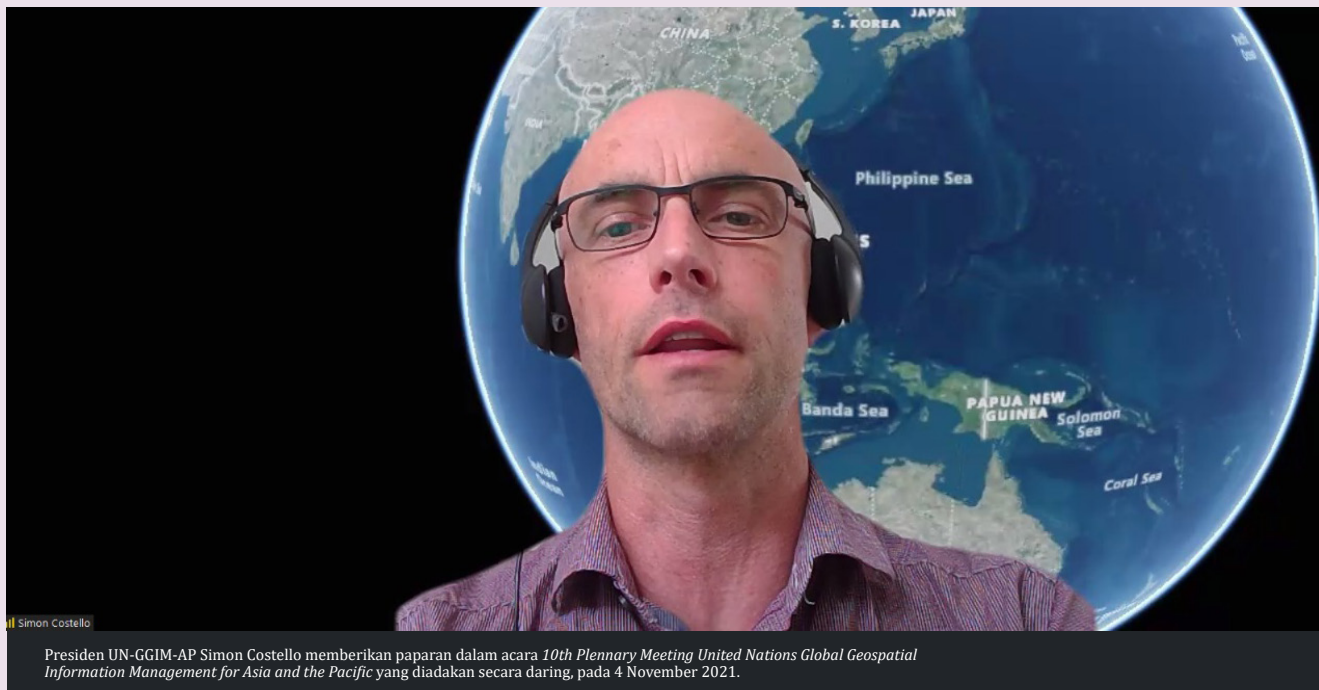 CHINA
S. KOREA
JAPAN
Philippine Sea
S
Banda Sea
PAPUA NEW
GUINEA
Solomon
Sea
Coral Sea
Indian
Simon Costello
Presiden UN-GGIM-AP Simon Costello memberikan paparan dalam acara 10th Plennary Meeting United Nations Global Geospatial
Information Management for Asia and the Pacific yang diadakan secara daring, pada 4 November 2021.